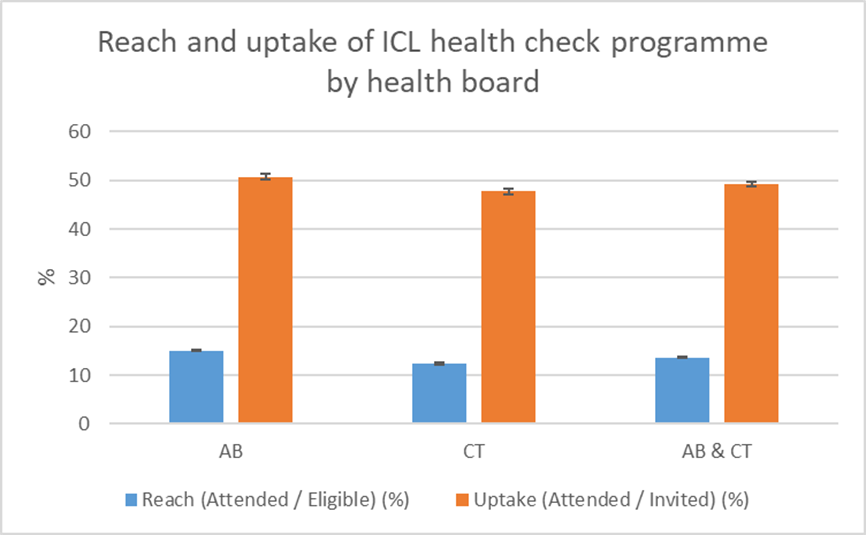 Reach and uptake of ICL health check programme
by health board
60
50
40
30
20
10
0
%
AB
CT
AB & CT
Reach (Attended / Eligible) (%)
Uptake (Attended / Invited) (%)